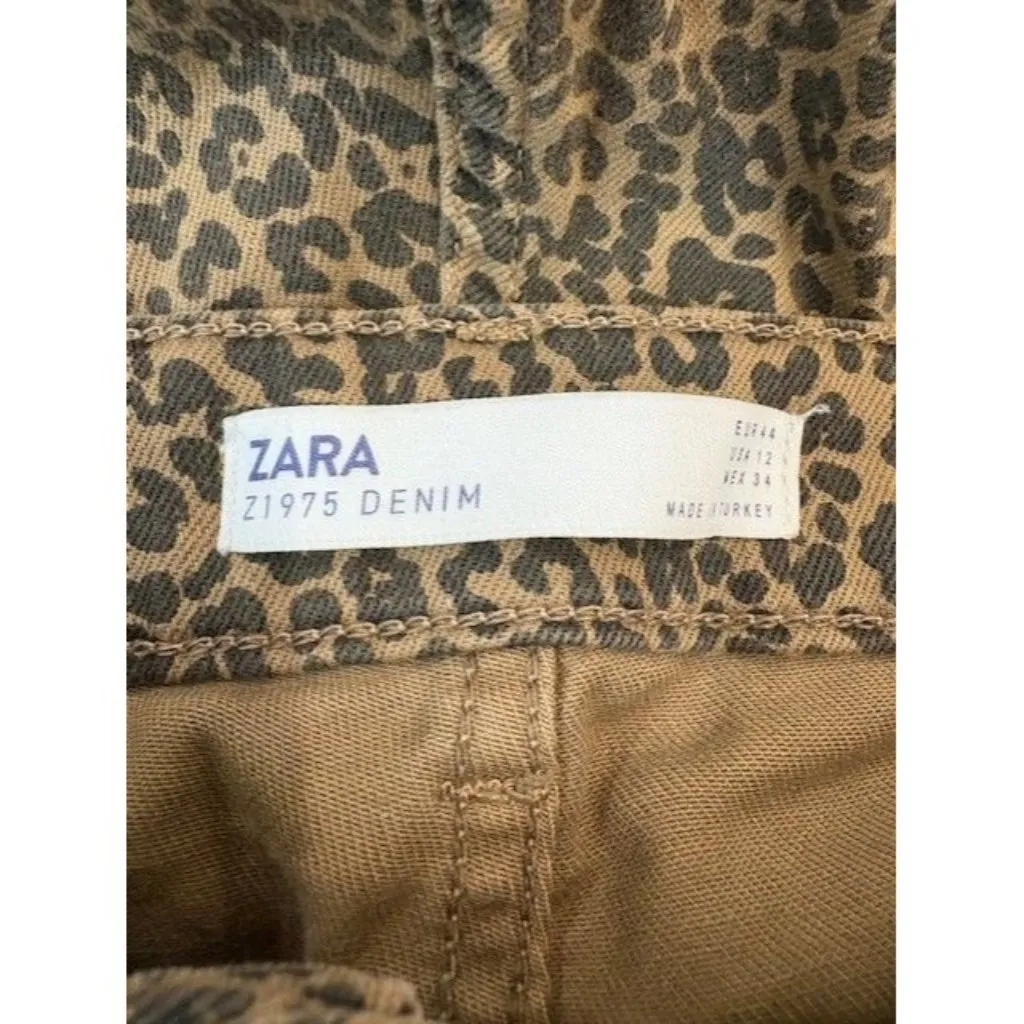 ZARA
Z1975 DENIM
EUR 44
USA 12
MEX 34
MADE IN TURKEY